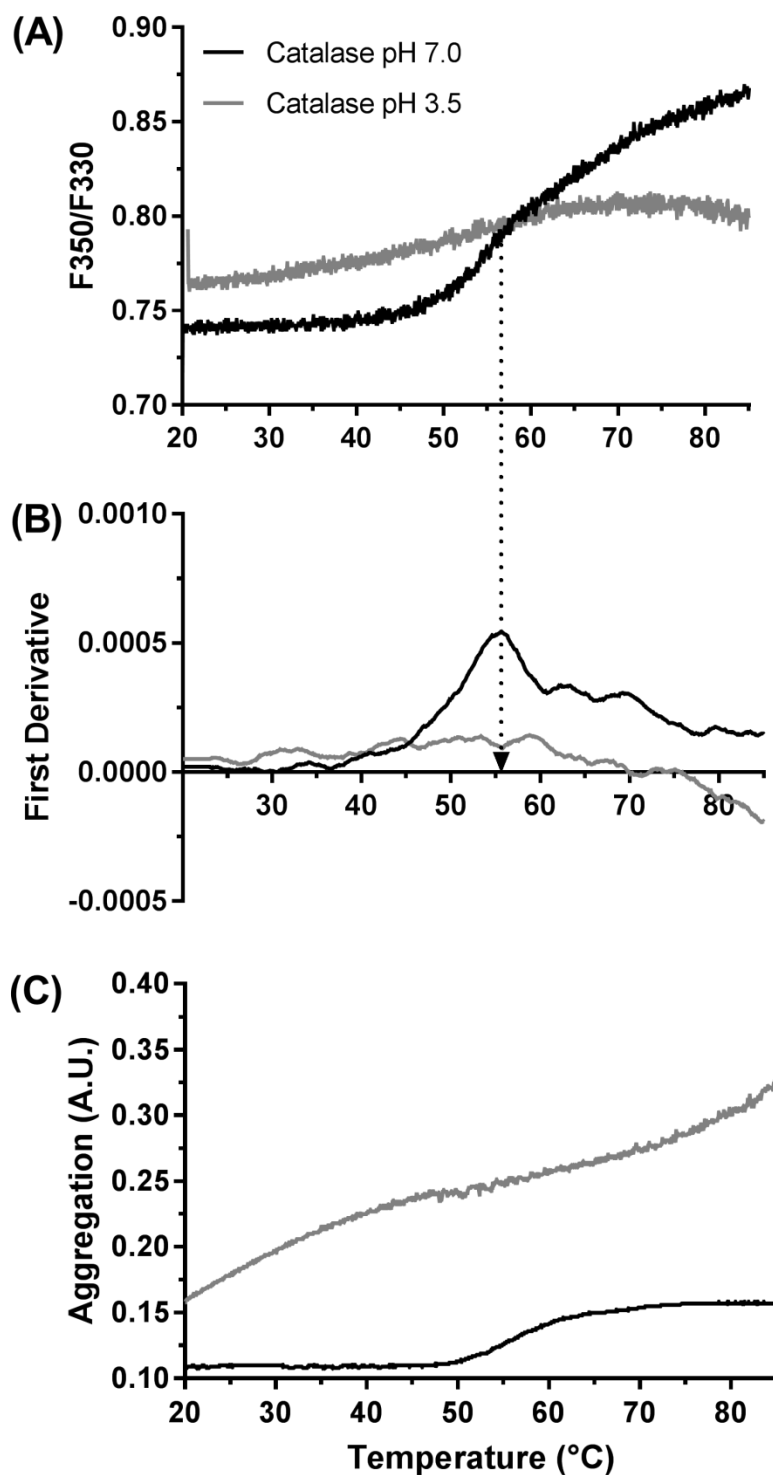 (A)
0.90
Catalase pH 7.0
Catalase pH 3.5
0.85
0.80
0.75
0.70
F350/F330
20 30 40 50 60 70 80
(B)
0.0010
0.0005
0.0000
-0.0005
First Derivative
30 40 50 60 70 80
(C)
0.40
0.35
0.30
0.25
0.20
0.15
0.10
Aggregation (A.U.)
20 30 40 50 60 70 80
Temperature (°C)